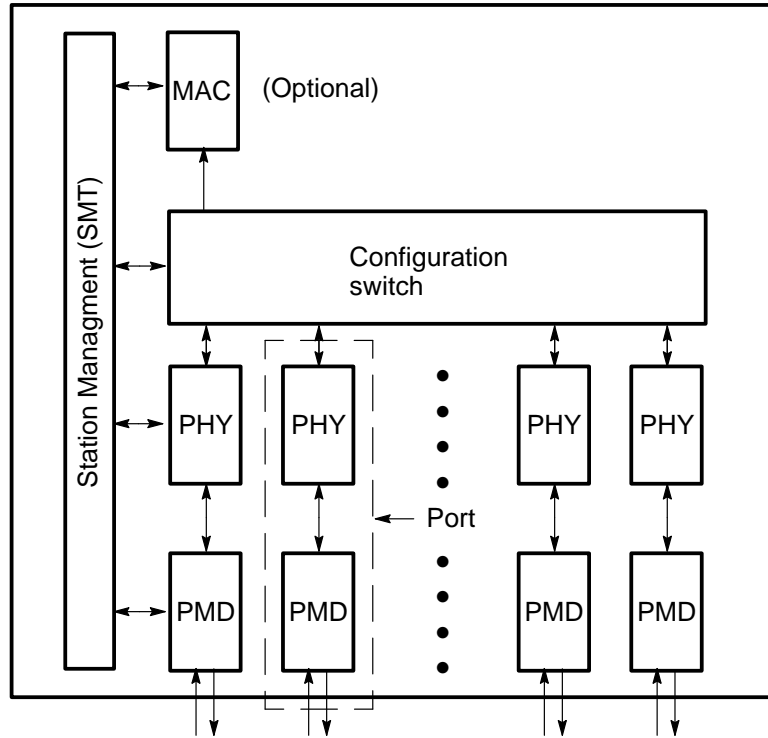 MAC
(Optional)
Station Managment (SMT)
Configuration
switch
PHY
PHY
PHY
PHY
Port
PMD
PMD
PMD
PMD